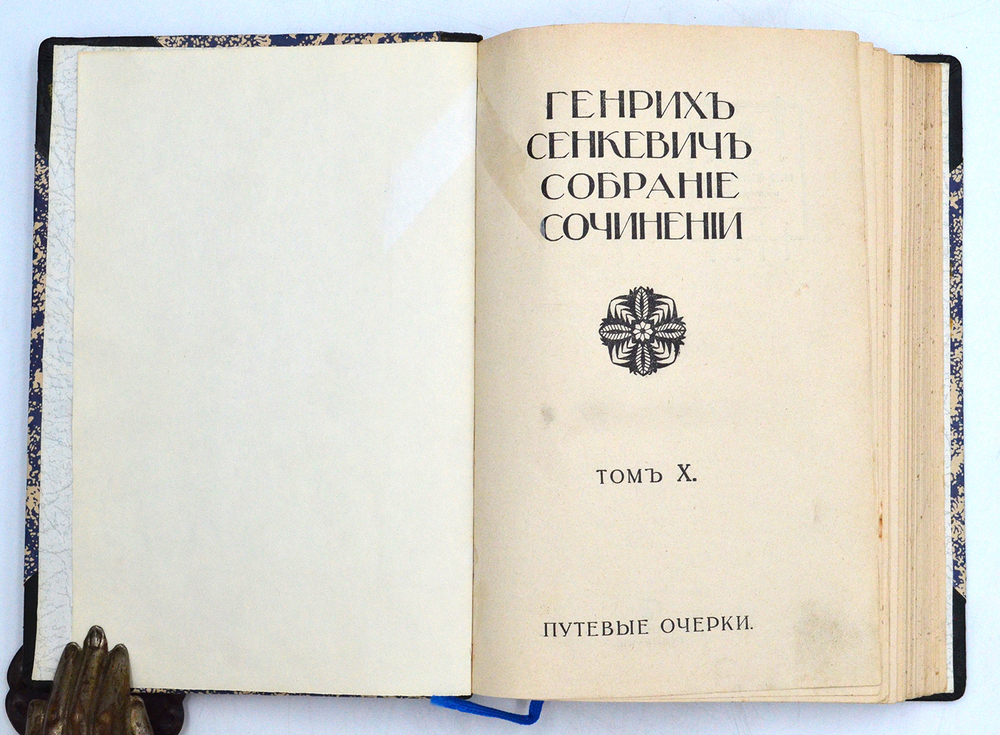 ГЕНРИХЪ
СЕНКЕВИЧЪ
СОБРАНІЕ
СОЧИНЕНІИ
ТОМЪ X.
ПУТЕВЫЕ ОЧЕРКИ.